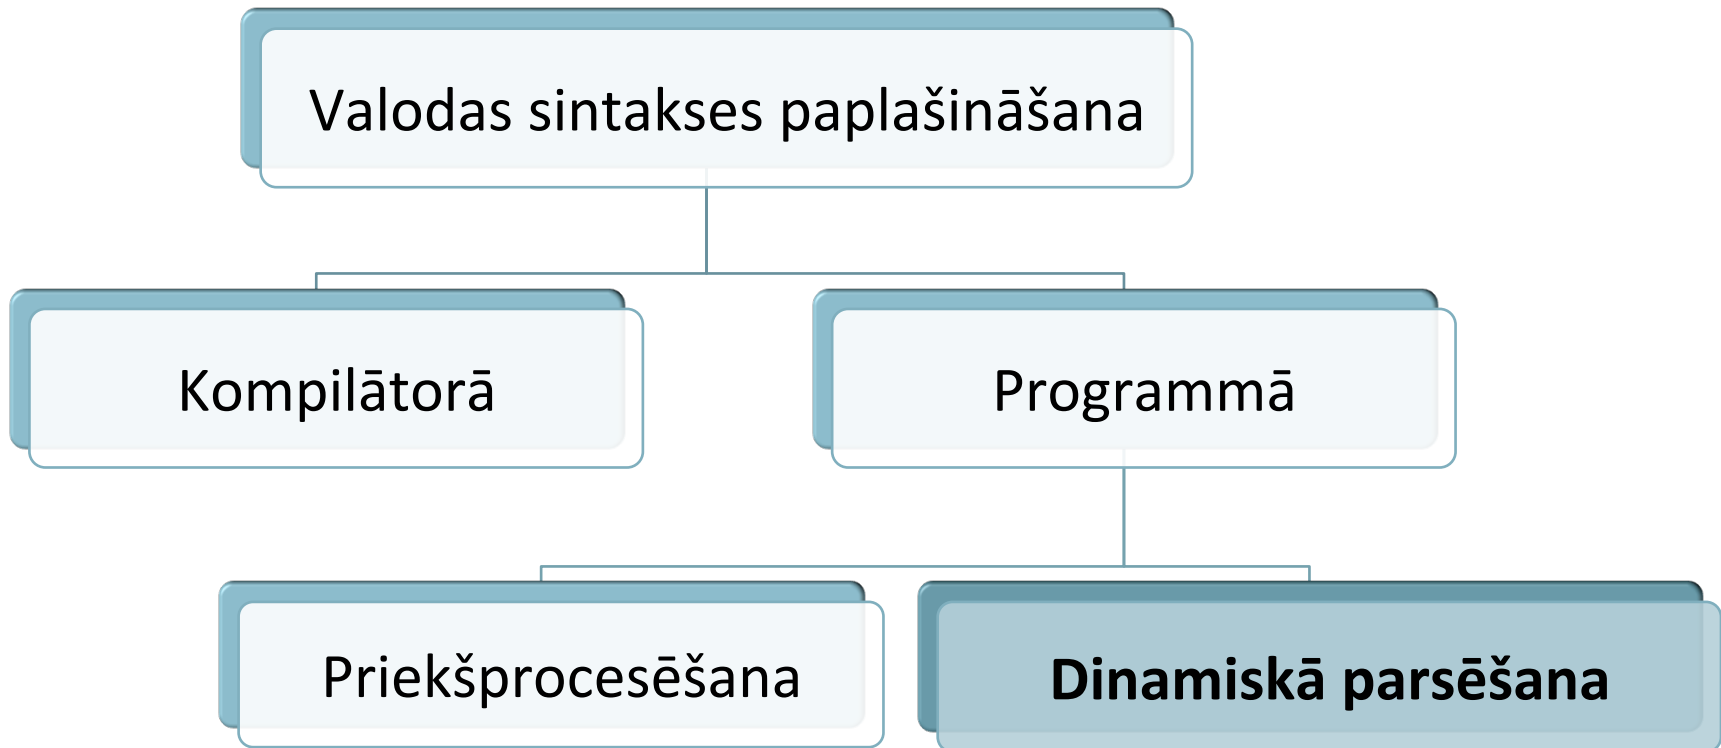 Valodas sintakses paplašināšana
Kompilātorā
Programmā
Priekšprocesēšana
Dinamiskā parsēšana